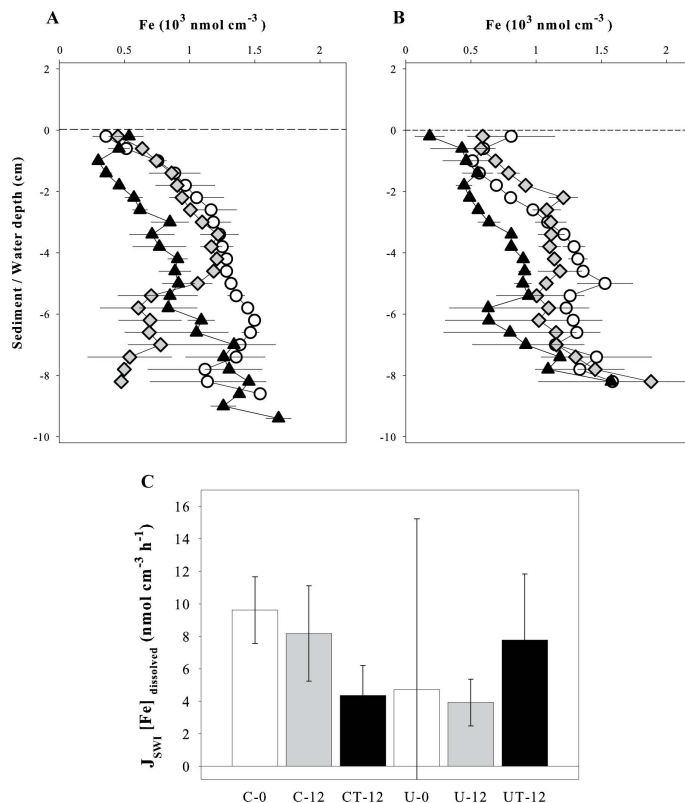 A
Fe (10³ nmol cm⁻³)
B
Fe (10³ nmol cm⁻³)
0 0.5 1 1.5 2
0 0.5 1 1.5 2
Sediment / Water depth (cm)
2
0
-2
-4
-6
-8
-10
2
0
-2
-4
-6
-8
-10
C
J SWI [Fe] dissolved (nmol cm⁻³ h⁻¹)
16
14
12
10
8
6
4
2
0
C-0 C-12 CT-12 U-0 U-12 UT-12